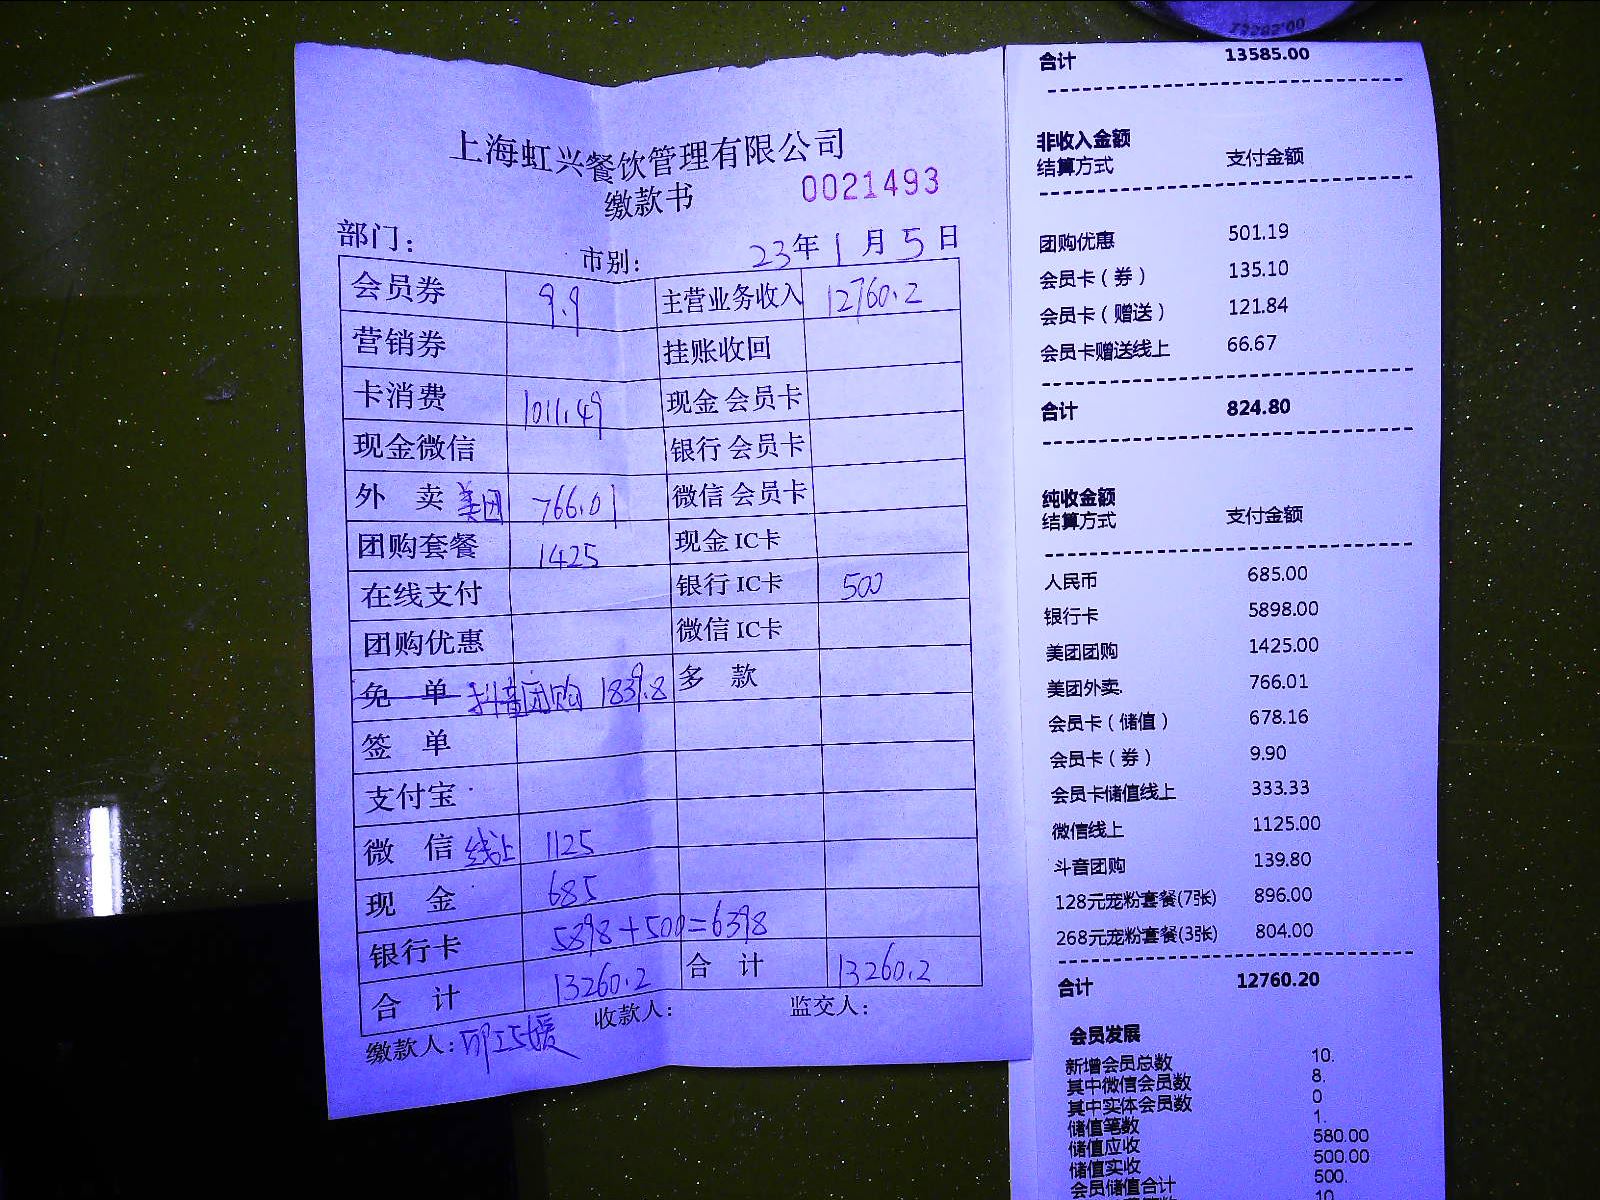 上海虹兴餐饮管理有限公司
缴款书 0021493
部门： 市别： 23年1月5日
会员券 9.9 主营业务收入 12760.2
营销券 挂账收回
卡消费 1011.49 现金 会员卡
现金微信 银行 会员卡
外 卖 美团 766.01 微信 会员卡
团购套餐 1425 现金 IC卡
在线支付 银行 IC卡 500
团购优惠 微信 IC卡
免 单 抖音团购 1839.8 多 款
签 单
支付宝
微 信 线上 1125
现 金 685
银行卡 5898+500=6398
合 计 13260.2 合 计 13260.2
缴款人： 收款人： 监交人：
合计 13585.00
非收入金额
结算方式 支付金额
团购优惠 501.19
会员卡（券） 135.10
会员卡（赠送） 121.84
会员卡赠送线上 66.67
合计 824.80
纯收金额
结算方式 支付金额
人民币 685.00
银行卡 5898.00
美团团购 1425.00
美团外卖. 766.01
会员卡（储值） 678.16
会员卡（券） 9.90
会员卡储值线上 333.33
微信线上 1125.00
斗音团购 139.80
128元宠粉套餐(7张) 896.00
268元宠粉套餐(3张) 804.00
合计 12760.20
会员发展
新增会员总数 10.
其中微信会员数 8.
其中实体会员数 0
储值笔数 1.
储值应收 580.00
储值实收 500.00
会员储值合计 500.
10